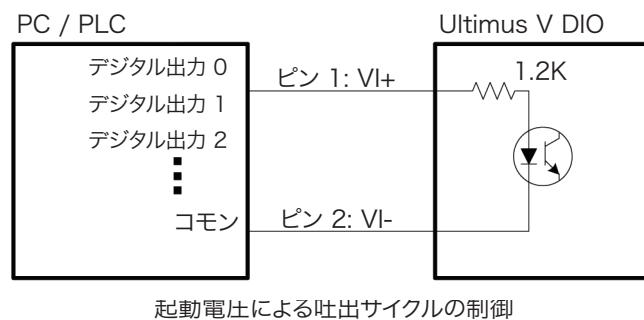 PC / PLC
Ultimus V DIO
デジタル出力 0
デジタル出力 1
デジタル出力 2
コモン
ピン 1: VI+
ピン 2: VI-
1.2K
起動電圧による吐出サイクルの制御